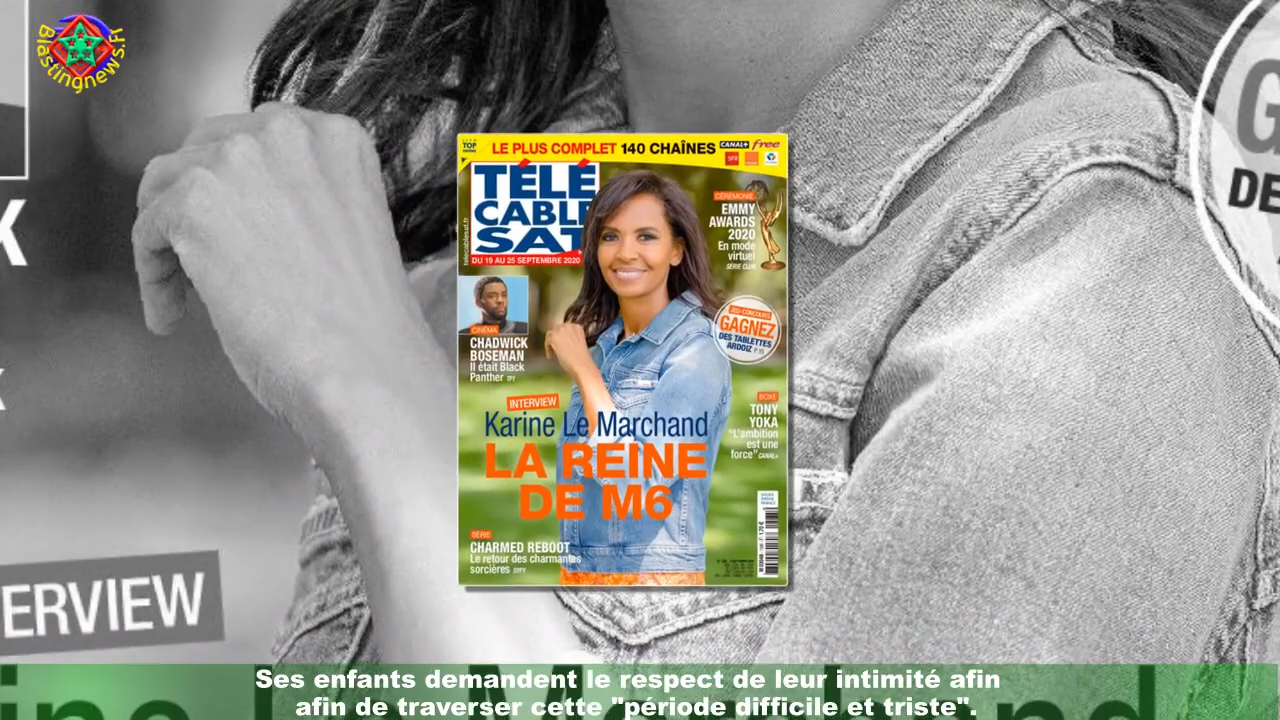 Blastingnews.Fr
TOP
LE PLUS COMPLET 140 CHAÎNES
CANAL+ free
SFR
TÉLÉ
CABLE
SAT
telecablesat.fr
DU 19 AU 25 SEPTEMBRE 2020
CÉRÉMONIE
EMMY
AWARDS
2020
En mode
virtuel
SÉRIE CLUB
CINÉMA
CHADWICK
BOSEMAN
Il était Black
Panther
JEU-CONCOURS
GAGNEZ
DES TABLETTES
ARDOIZ
BOXE
TONY
YOKA
"L'ambition
est une
force" CANAL+
INTERVIEW
Karine Le Marchand
LA REINE
DE M6
SÉRIE
CHARMED REBOOT
Le retour des charmantes
sorcières SYFY
G
DE
K
ERVIEW
Ses enfants demandent le respect de leur intimité afin
afin de traverser cette "période difficile et triste".